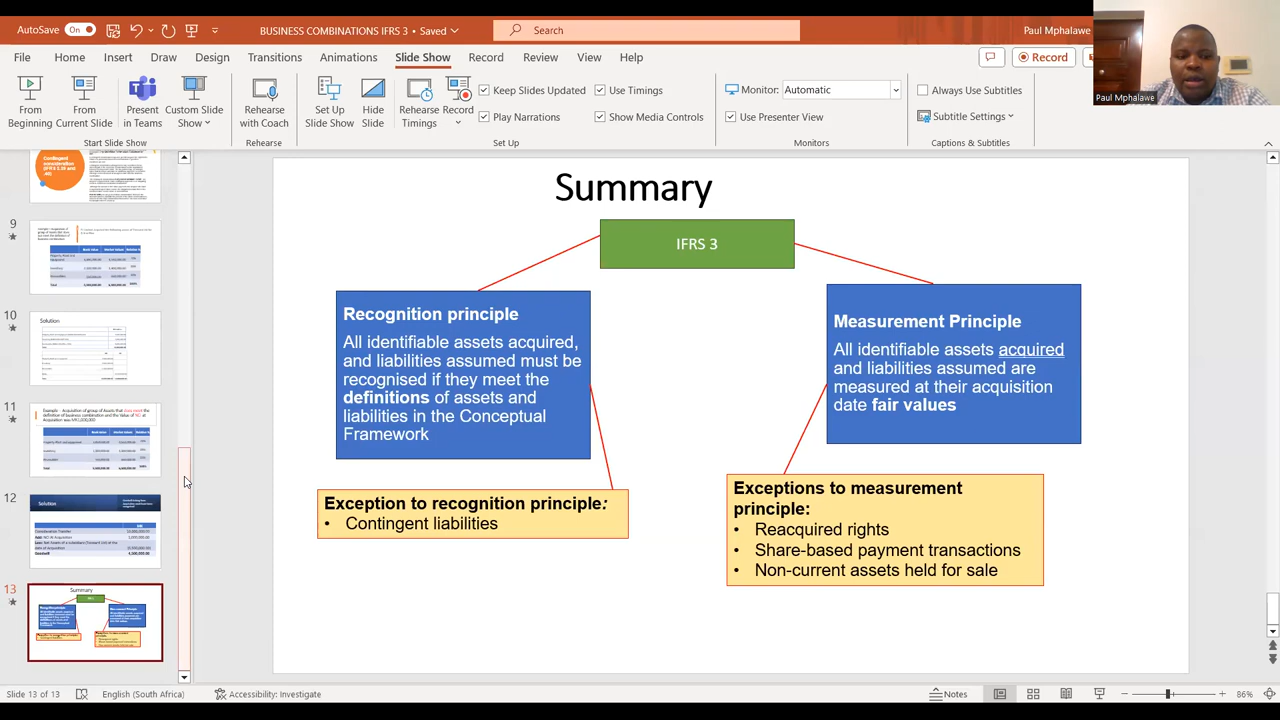 AutoSave On
BUSINESS COMBINATIONS IFRS 3 • Saved
Search
Paul Mphalawe
File Home Insert Draw Design Transitions Animations Slide Show Record Review View Help
Record
Paul Mphalawe
From Beginning
From Current Slide
Present in Teams
Custom Slide Show
Rehearse with Coach
Set Up Slide Show
Hide Slide
Rehearse Timings
Record
Keep Slides Updated
Use Timings
Play Narrations
Show Media Controls
Monitor: Automatic
Use Presenter View
Always Use Subtitles
Subtitle Settings
Start Slide Show
Rehearse
Set Up
Monitors
Captions & Subtitles
9
10
Solution
11
12
Solution
13
Summary
Summary
IFRS 3
Recognition principle
All identifiable assets acquired,
and liabilities assumed must be
recognised if they meet the
definitions of assets and
liabilities in the Conceptual
Framework
Measurement Principle
All identifiable assets acquired
and liabilities assumed are
measured at their acquisition
date fair values
Exception to recognition principle:
• Contingent liabilities
Exceptions to measurement
principle:
• Reacquired rights
• Share-based payment transactions
• Non-current assets held for sale
Slide 13 of 13
English (South Africa)
Accessibility: Investigate
Notes
86%